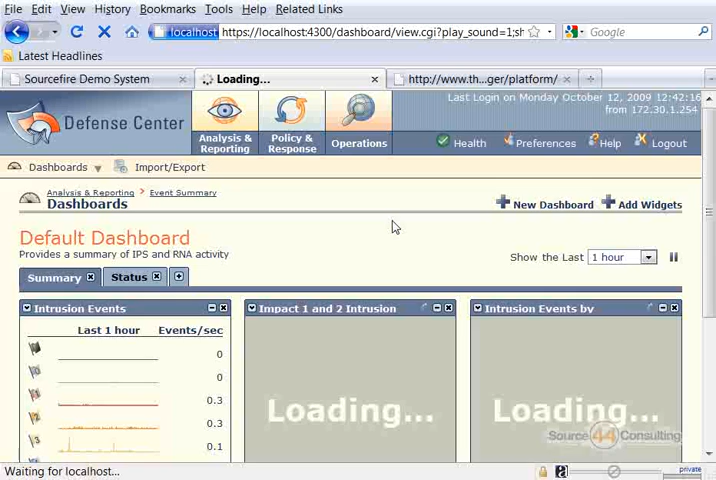 File Edit View History Bookmarks Tools Help Related Links
localhost https://localhost:4300/dashboard/view.cgi?play_sound=1;sh Google
Latest Headlines
Sourcefire Demo System Loading... http://www.th...ger/platform/
Defense Center
Analysis & Reporting
Policy & Response
Operations
Last Login on Monday October 12, 2009 12:42:16
from 172.30.1.254
Health Preferences Help Logout
Dashboards Import/Export
Analysis & Reporting > Event Summary
Dashboards
New Dashboard Add Widgets
Default Dashboard
Provides a summary of IPS and RNA activity
Show the Last 1 hour
Summary Status
Intrusion Events Impact 1 and 2 Intrusion Intrusion Events by
Last 1 hour Events/sec
0
0 0
1 0.3
2 0.3
3 0.1
Loading...
Loading...
Source 44 Consulting
Waiting for localhost...
private